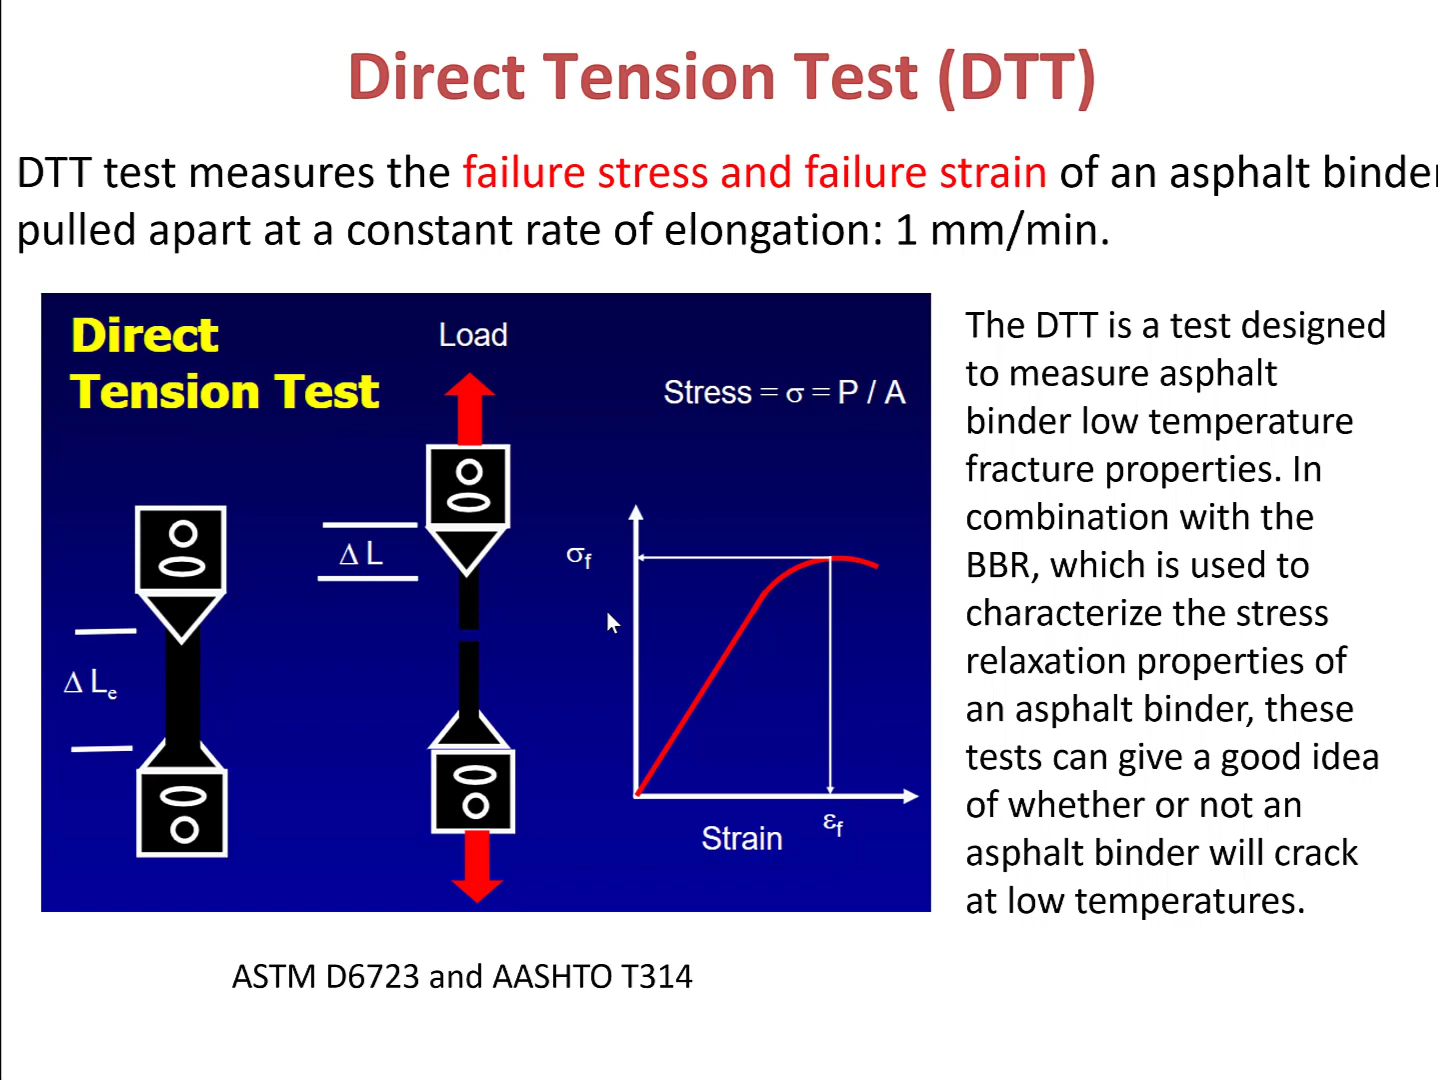 Direct Tension Test (DTT)
DTT test measures the failure stress and failure strain of an asphalt binder
pulled apart at a constant rate of elongation: 1 mm/min.
Direct
Tension Test
Load
Stress = σ = P / A
Δ L
Δ Le
σf
εf
Strain
The DTT is a test designed
to measure asphalt
binder low temperature
fracture properties. In
combination with the
BBR, which is used to
characterize the stress
relaxation properties of
an asphalt binder, these
tests can give a good idea
of whether or not an
asphalt binder will crack
at low temperatures.
ASTM D6723 and AASHTO T314